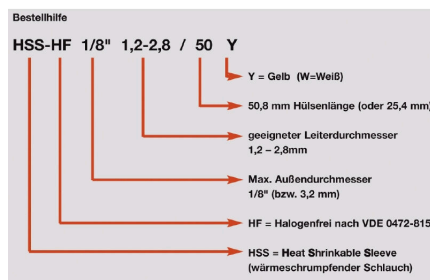 Bestellhilfe
HSS-HF 1/8" 1,2-2,8 / 50 Y
Y = Gelb (W=Weiß)
50,8 mm Hülsenlänge (oder 25,4 mm)
geeigneter Leiterdurchmesser
1,2 – 2,8mm
Max. Außendurchmesser
1/8" (bzw. 3,2 mm)
HF = Halogenfrei nach VDE 0472-815
HSS = Heat Shrinkable Sleeve
(wärmeschrumpfender Schlauch)